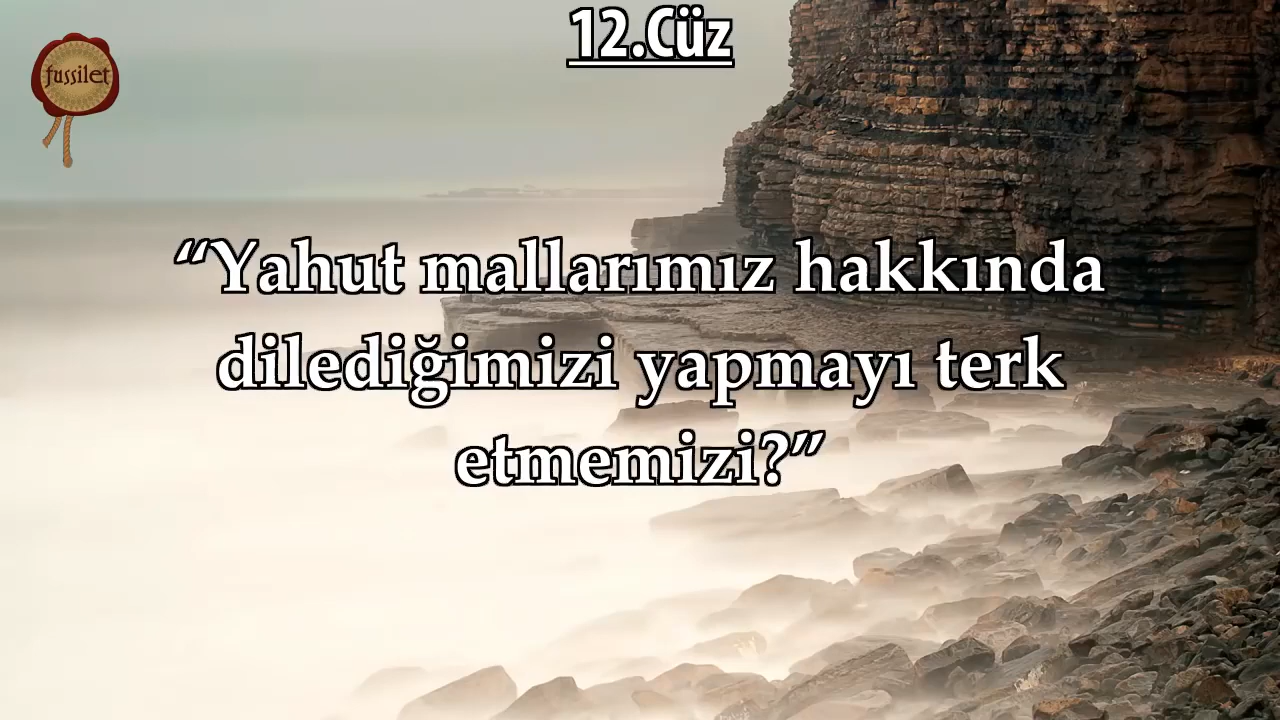 12.Cüz
fussilet
“Yahut mallarımız hakkında
dilediğimizi yapmayı terk
etmemizi?”